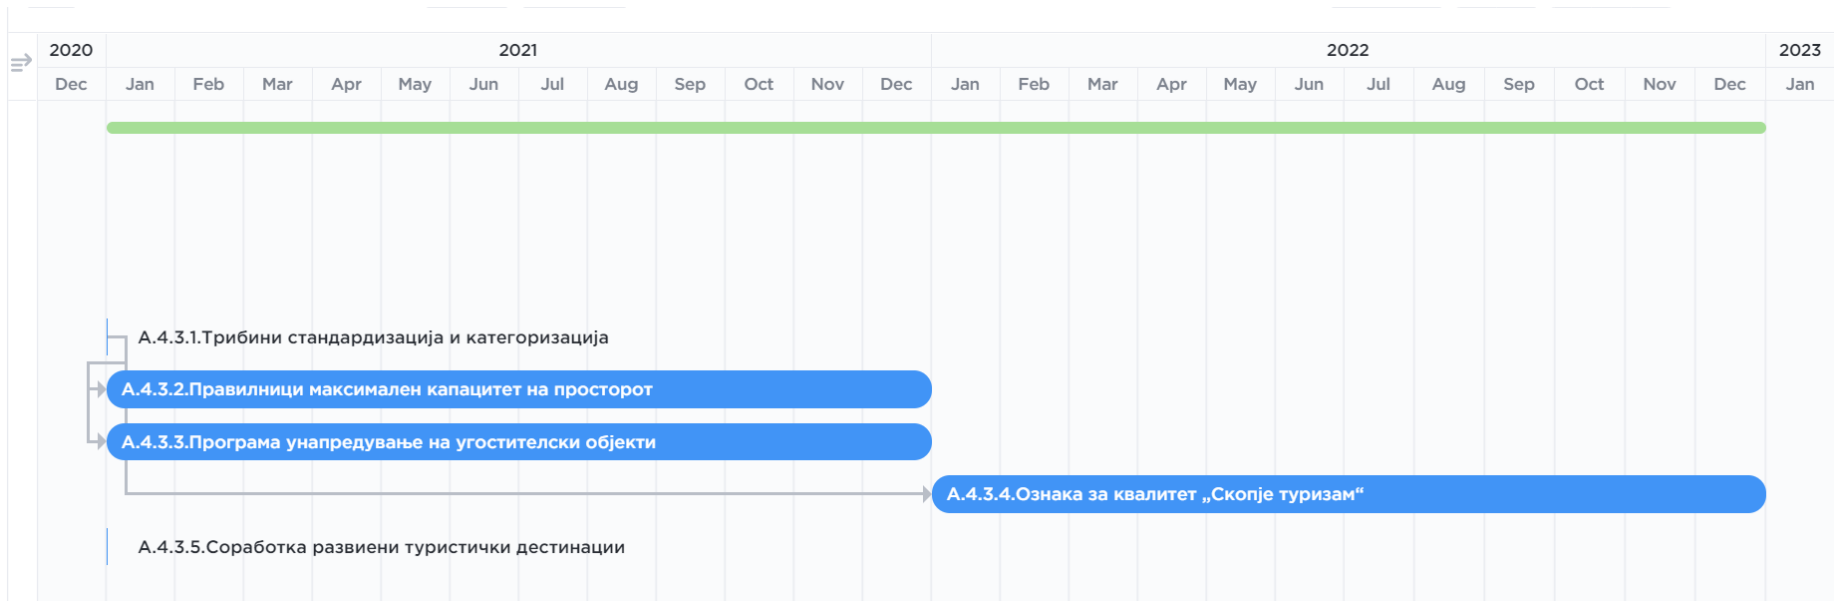 2020 2021 2022 2023
Dec Jan Feb Mar Apr May Jun Jul Aug Sep Oct Nov Dec Jan Feb Mar Apr May Jun Jul Aug Sep Oct Nov Dec Jan
А.4.3.1.Трибини стандардизација и категоризација
А.4.3.2.Правилници максимален капацитет на просторот
А.4.3.3.Програма унапредување на угостителски објекти
А.4.3.4.Ознака за квалитет „Скопје туризам“
А.4.3.5.Соработка развиени туристички дестинации